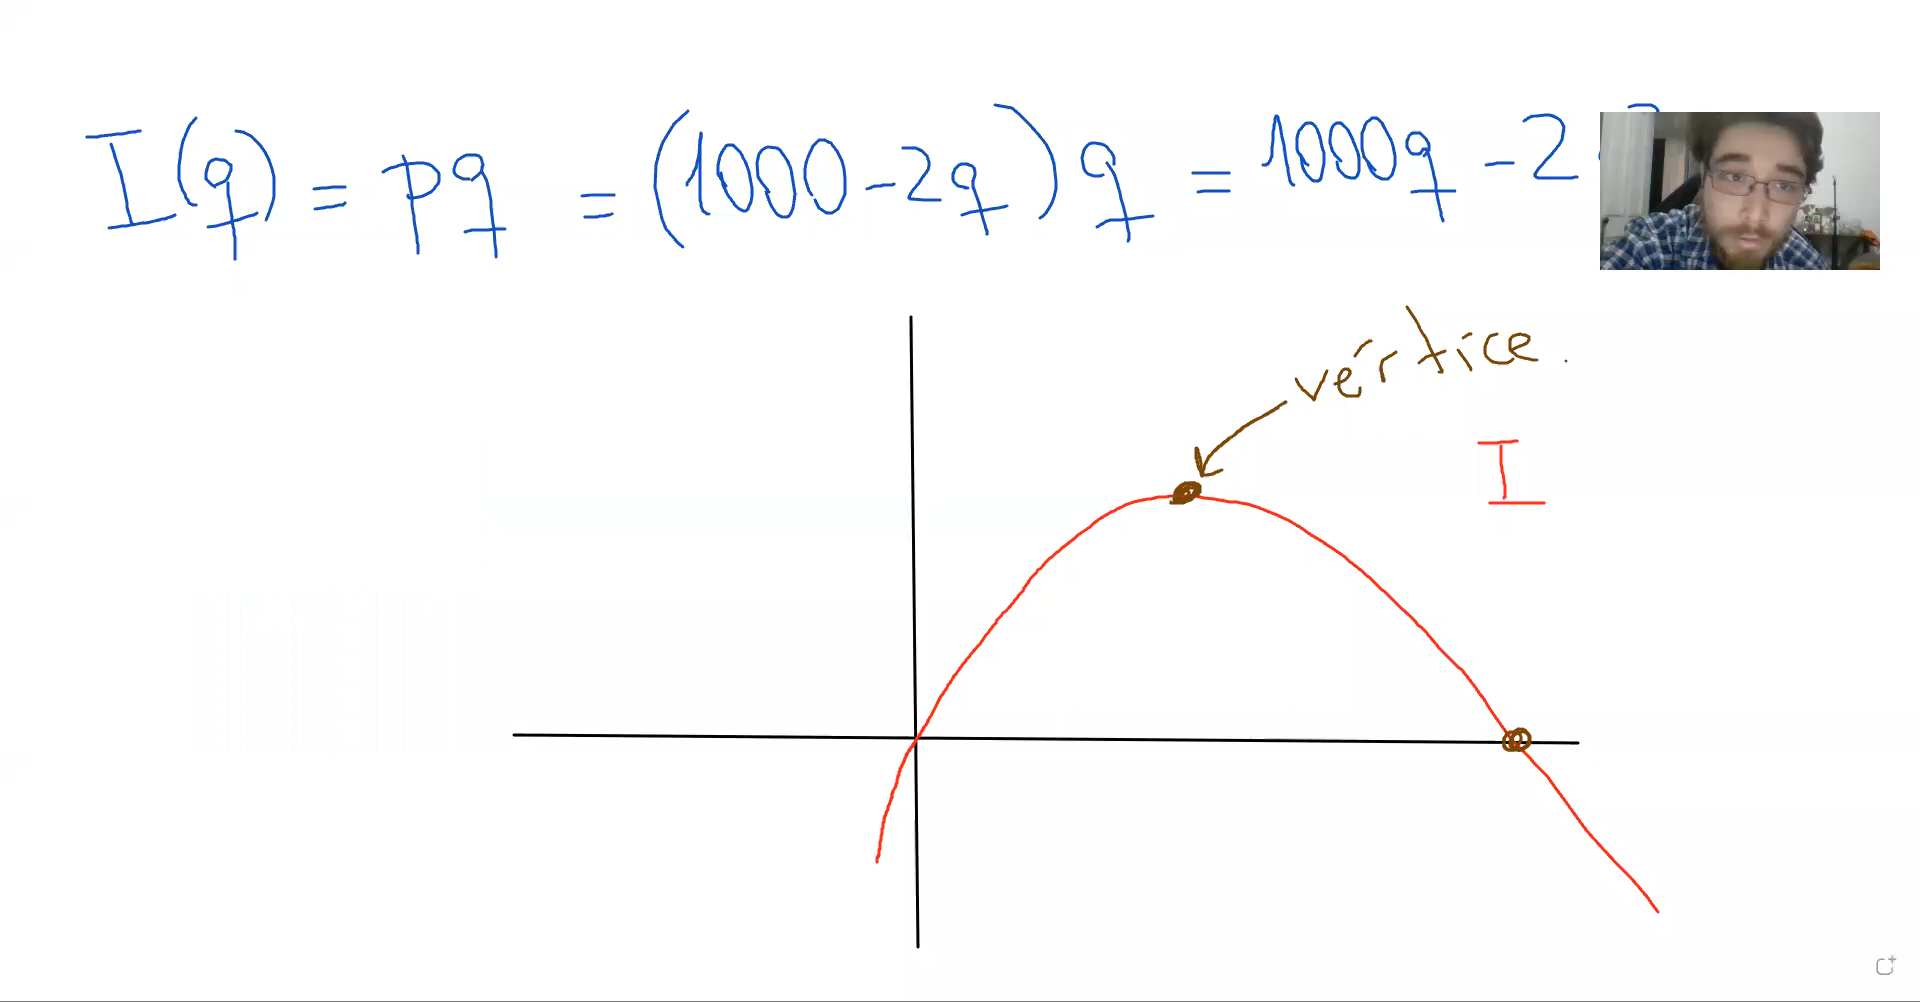 I(q) = pq = (1000-2q)q = 1000q -2
vértice.
I